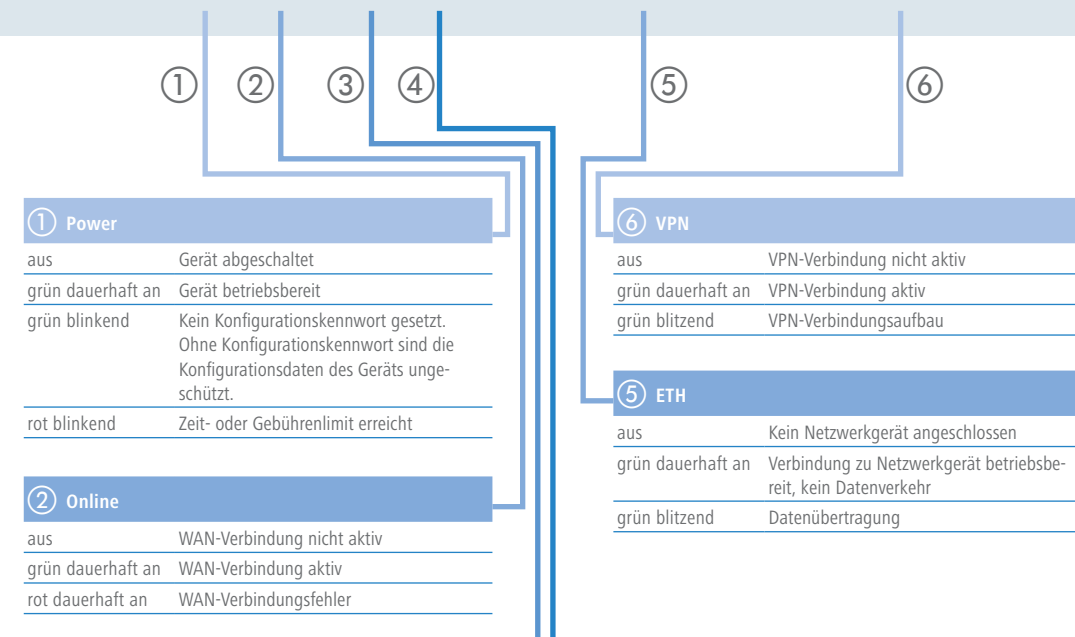 ① ② ③ ④ ⑤ ⑥
① Power
aus Gerät abgeschaltet
grün dauerhaft an Gerät betriebsbereit
grün blinkend Kein Konfigurationskennwort gesetzt.
Ohne Konfigurationskennwort sind die
Konfigurationsdaten des Geräts unge-
schützt.
rot blinkend Zeit- oder Gebührenlimit erreicht
② Online
aus WAN-Verbindung nicht aktiv
grün dauerhaft an WAN-Verbindung aktiv
rot dauerhaft an WAN-Verbindungsfehler
⑥ VPN
aus VPN-Verbindung nicht aktiv
grün dauerhaft an VPN-Verbindung aktiv
grün blitzend VPN-Verbindungsaufbau
⑤ ETH
aus Kein Netzwerkgerät angeschlossen
grün dauerhaft an Verbindung zu Netzwerkgerät betriebsbe-
reit, kein Datenverkehr
grün blitzend Datenübertragung